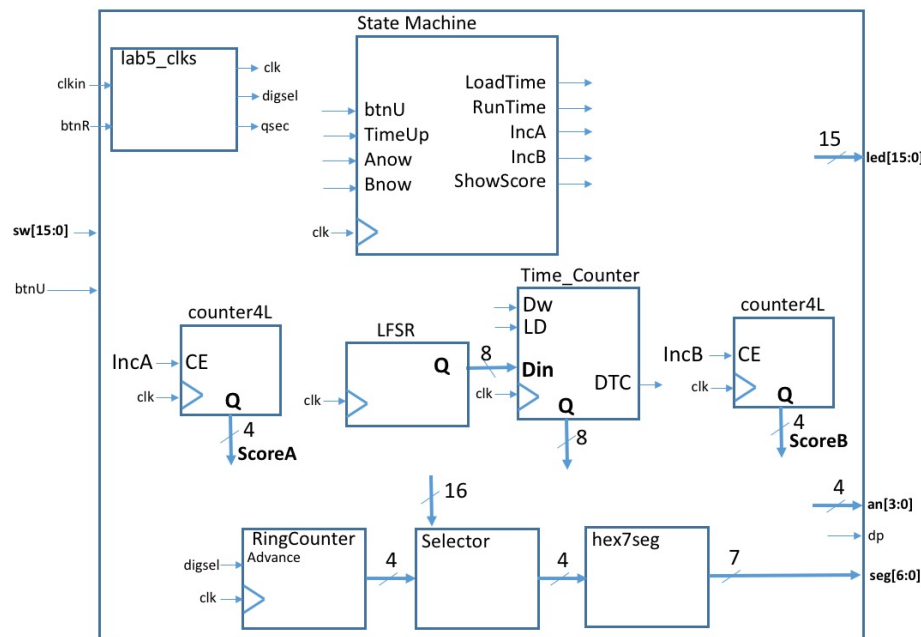 State Machine
lab5_clks
clkin
btnR
clk
digsel
qsec
btnU
TimeUp
Anow
Bnow
clk
LoadTime
RunTime
IncA
IncB
ShowScore
15
led[15:0]
sw[15:0]
btnU
counter4L
IncA
CE
clk
Q
4
ScoreA
LFSR
Q
clk
8
Time_Counter
Dw
LD
Din
clk
DTC
Q
8
counter4L
IncB
CE
clk
Q
4
ScoreB
16
4
an[3:0]
dp
seg[6:0]
RingCounter
Advance
digsel
clk
4
Selector
4
hex7seg
7